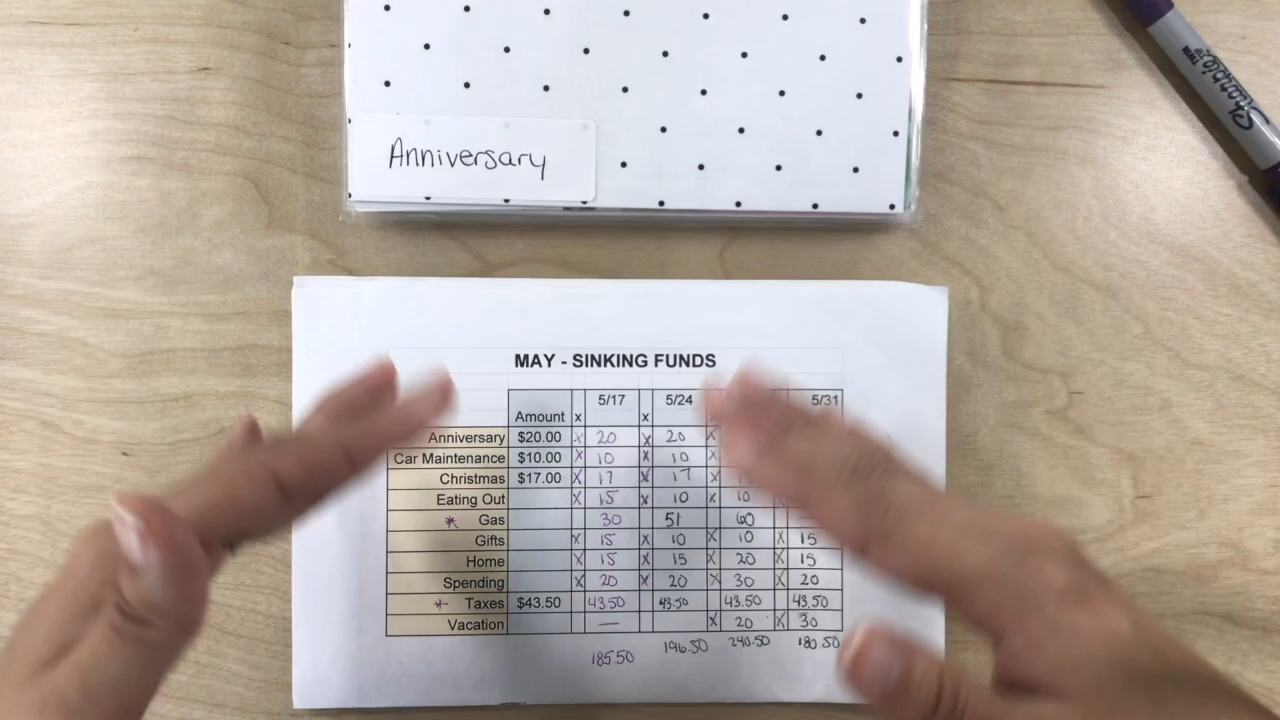 Anniversary
Sharpie TWIN TIP
MAY - SINKING FUNDS
5/17 5/24 5/31
Amount x x
Anniversary $20.00 x 20 x 20 x
Car Maintenance $10.00 x 10 x 10 x
Christmas $17.00 x 17 x 17 x
Eating Out x 15 x 10 x 10
* Gas 30 51 60
Gifts x 15 x 10 x 10 x 15
Home x 15 x 15 x 20 x 15
Spending x 20 x 20 x 30 x 20
* Taxes $43.50 43.50 43.50 43.50 43.50
Vacation — x 20 x 30
185.50 196.50 240.50 180.50